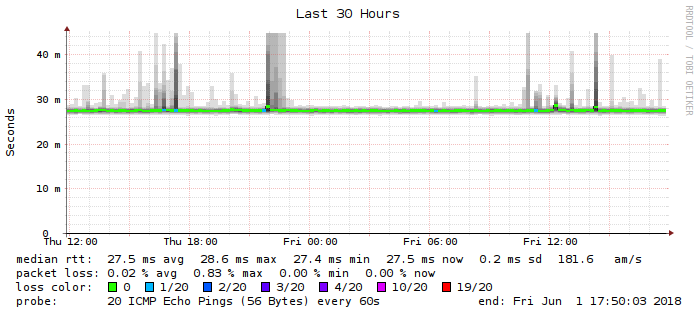 Last 30 Hours
RRDTOOL / TOBI OETIKER
Seconds
40 m
30 m
20 m
10 m
0
Thu 12:00 Thu 18:00 Fri 00:00 Fri 06:00 Fri 12:00
median rtt: 27.5 ms avg 28.6 ms max 27.4 ms min 27.5 ms now 0.2 ms sd 181.6 am/s
packet loss: 0.02 % avg 0.83 % max 0.00 % min 0.00 % now
loss color: 0 1/20 2/20 3/20 4/20 10/20 19/20
probe: 20 ICMP Echo Pings (56 Bytes) every 60s end: Fri Jun 1 17:50:03 2018